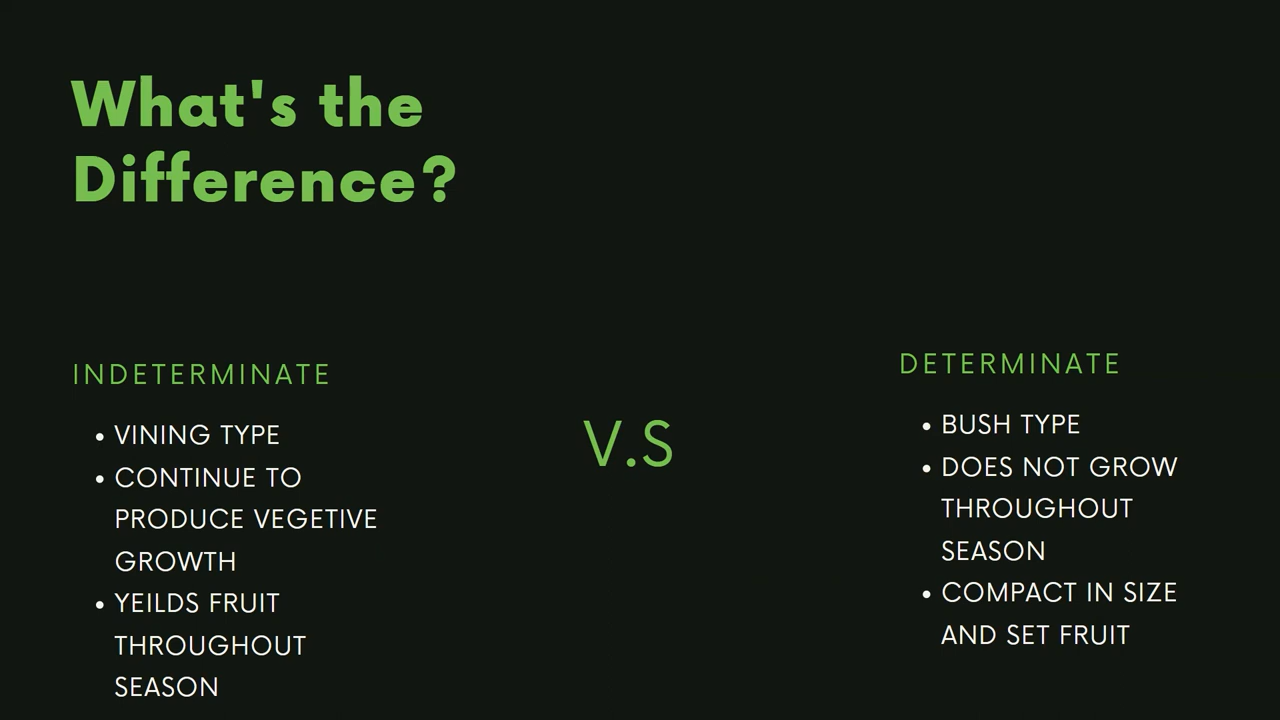 What's the
Difference?
INDETERMINATE
• VINING TYPE
• CONTINUE TO
PRODUCE VEGETIVE
GROWTH
• YEILDS FRUIT
THROUGHOUT
SEASON
V.S
DETERMINATE
• BUSH TYPE
• DOES NOT GROW
THROUGHOUT
SEASON
• COMPACT IN SIZE
AND SET FRUIT